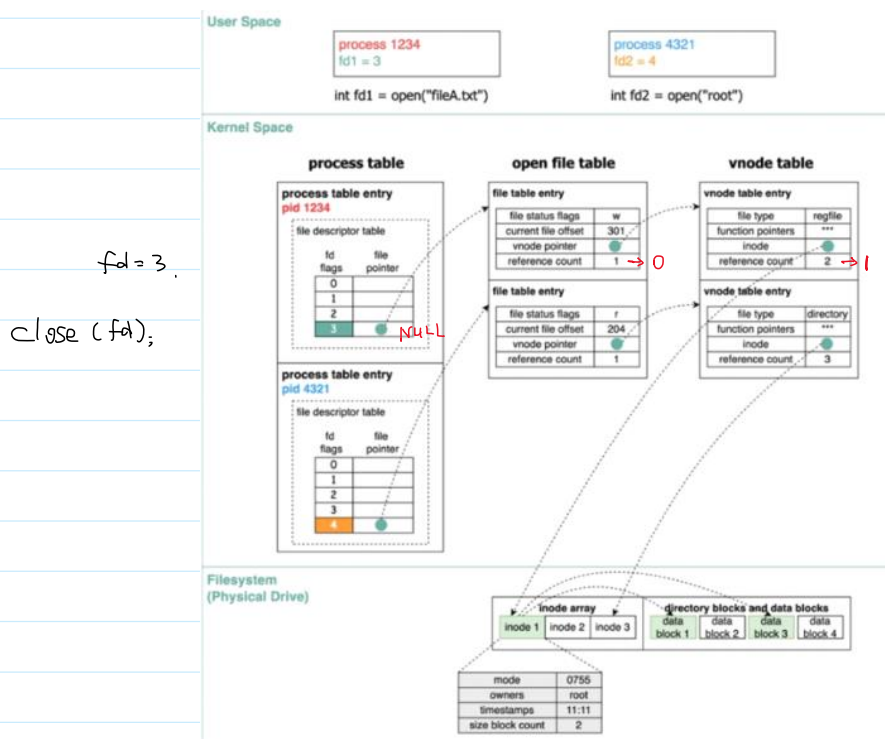 User Space
process 1234
fd1 = 3
int fd1 = open("fileA.txt")
process 4321
fd2 = 4
int fd2 = open("root")
Kernel Space
fd = 3.
close (fd);
process table
process table entry
pid 1234
file descriptor table
fd flags
file pointer
0
1
2
3
NULL
process table entry
pid 4321
file descriptor table
fd flags
file pointer
0
1
2
3
4
open file table
file table entry
file status flags w
current file offset 301
vnode pointer
reference count 1 → 0
file table entry
file status flags r
current file offset 204
vnode pointer
reference count 1
vnode table
vnode table entry
file type regfile
function pointers ***
inode
reference count 2 → 1
vnode table entry
file type directory
function pointers ***
inode
reference count 3
Filesystem
(Physical Drive)
inode array
inode 1 inode 2 inode 3
directory blocks and data blocks
data block 1
data block 2
data block 3
data block 4
mode 0755
owners root
timestamps 11:11
size block count 2